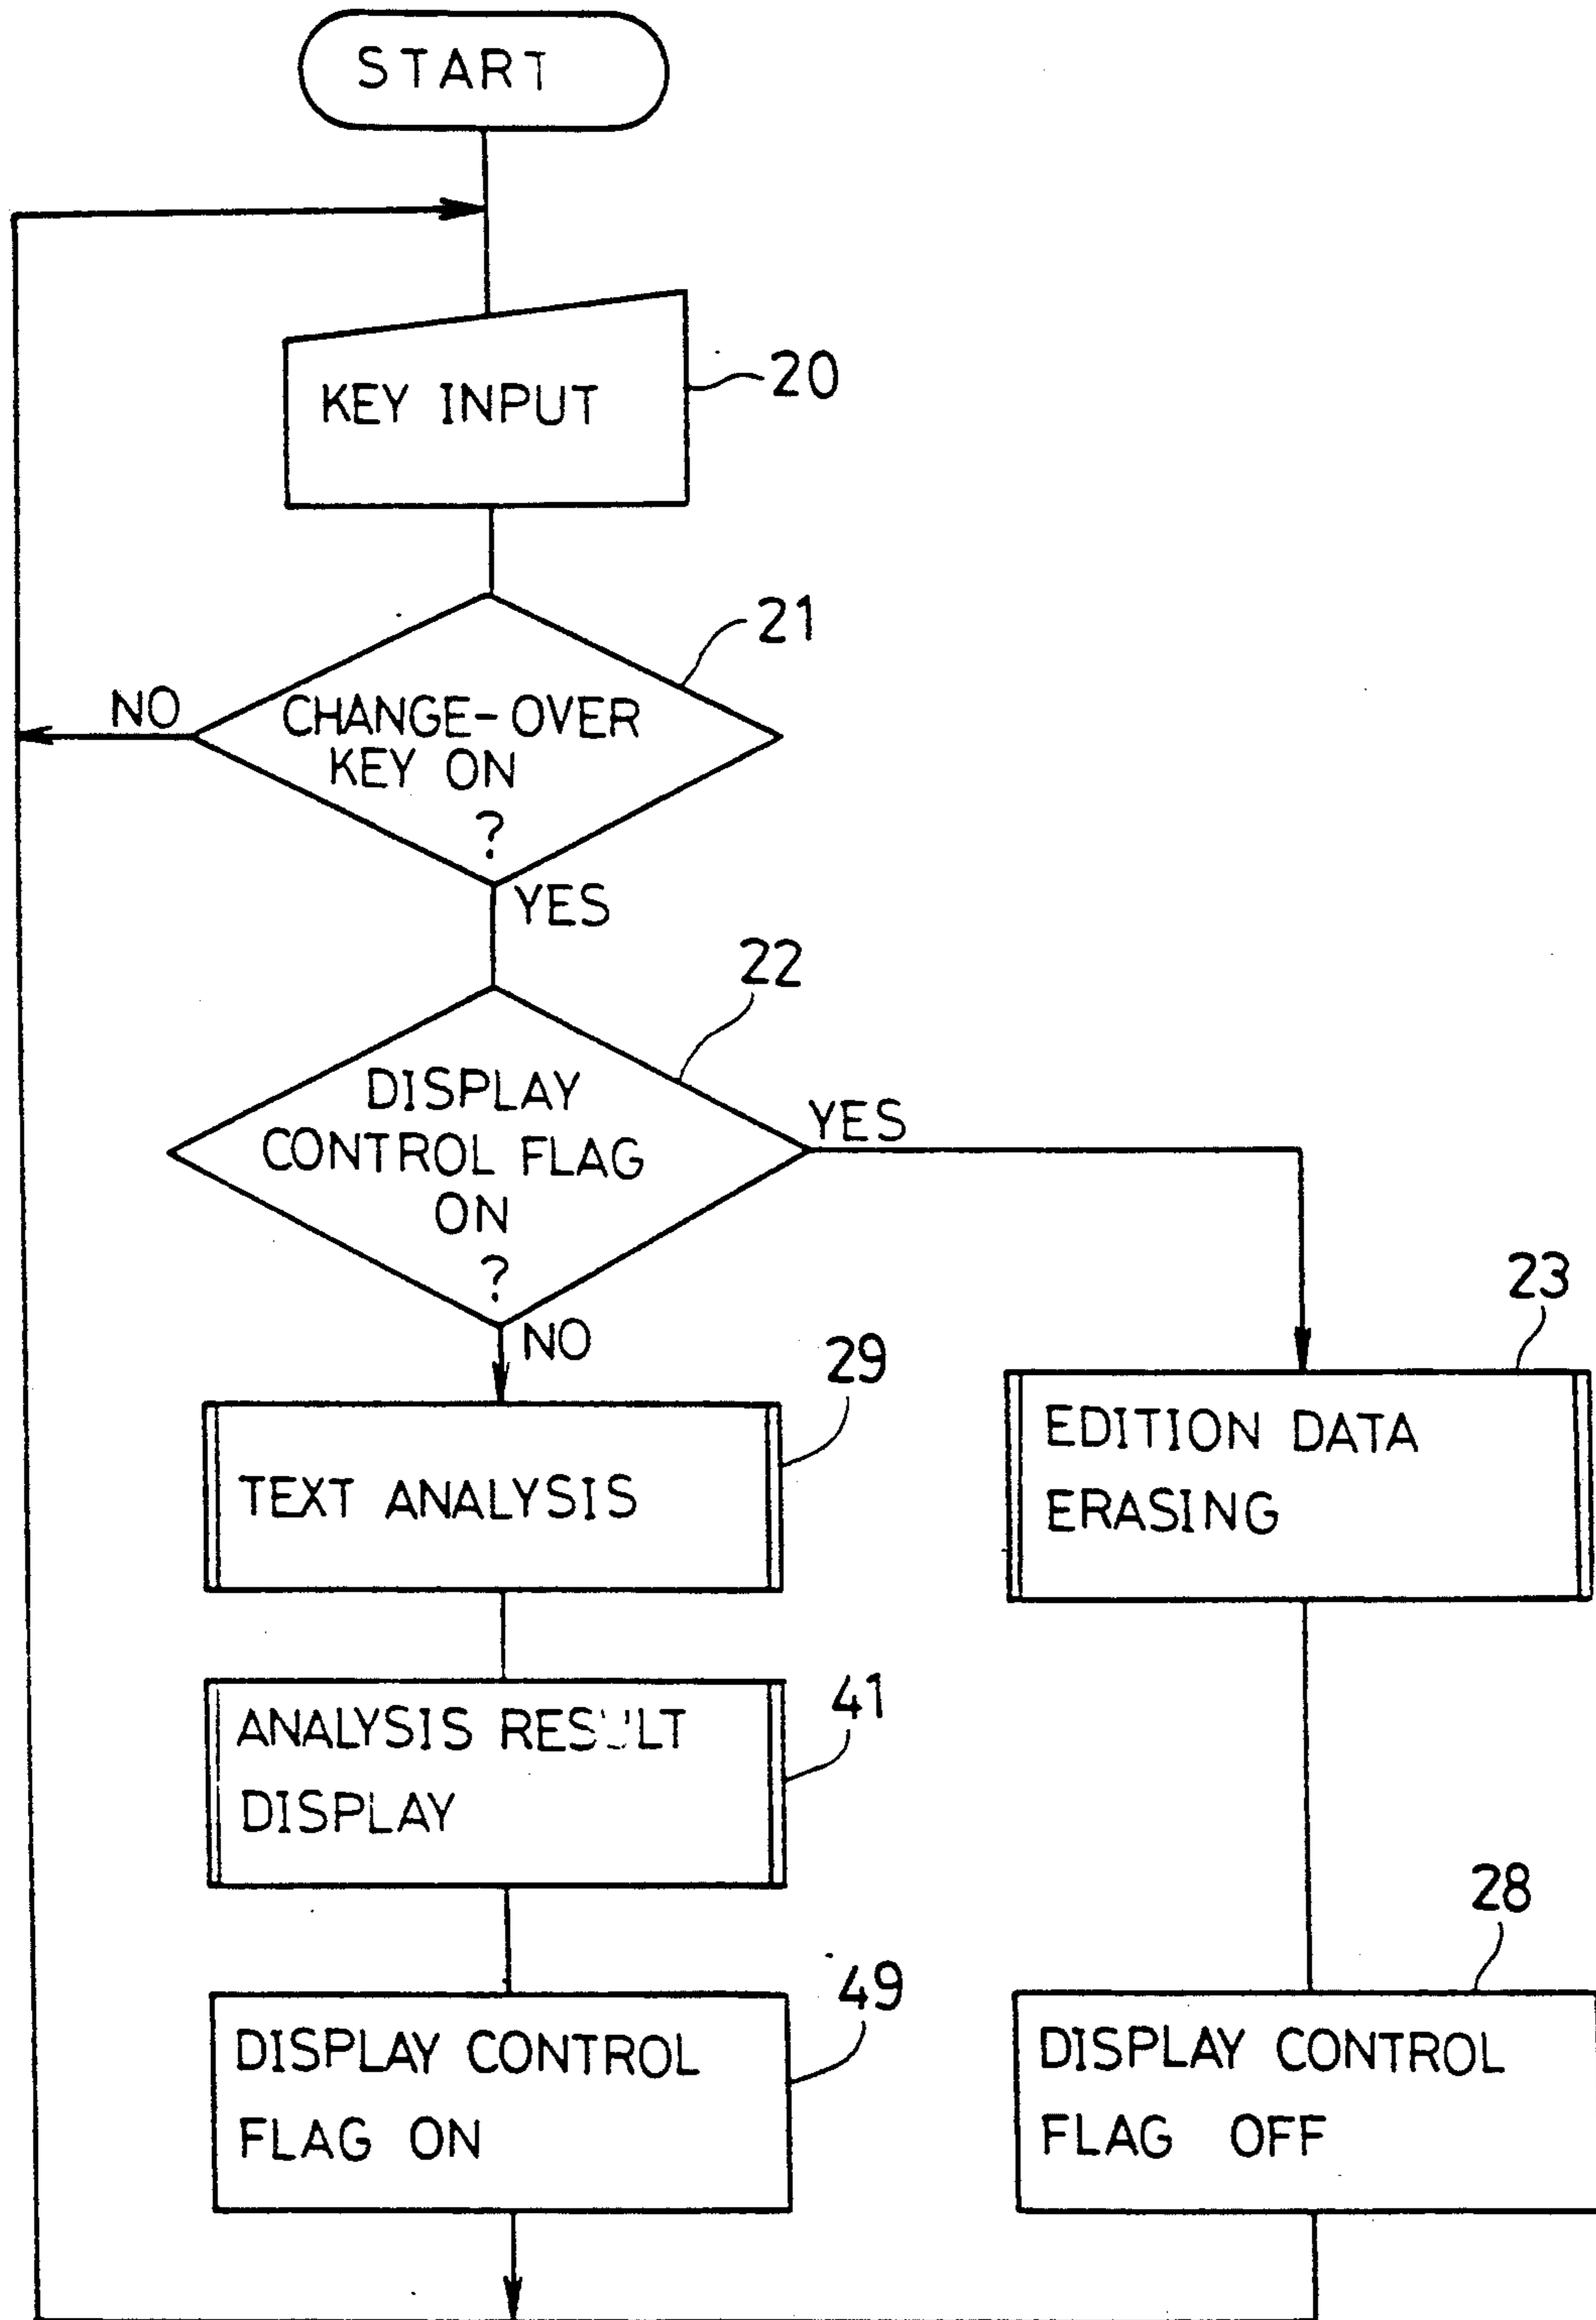 START
KEY INPUT
20
21
NO
CHANGE-OVER
KEY ON
?
YES
22
DISPLAY
CONTROL FLAG
ON
?
YES
NO
29
TEXT ANALYSIS
23
EDITION DATA
ERASING
41
ANALYSIS RESULT
DISPLAY
49
DISPLAY CONTROL
FLAG ON
28
DISPLAY CONTROL
FLAG OFF